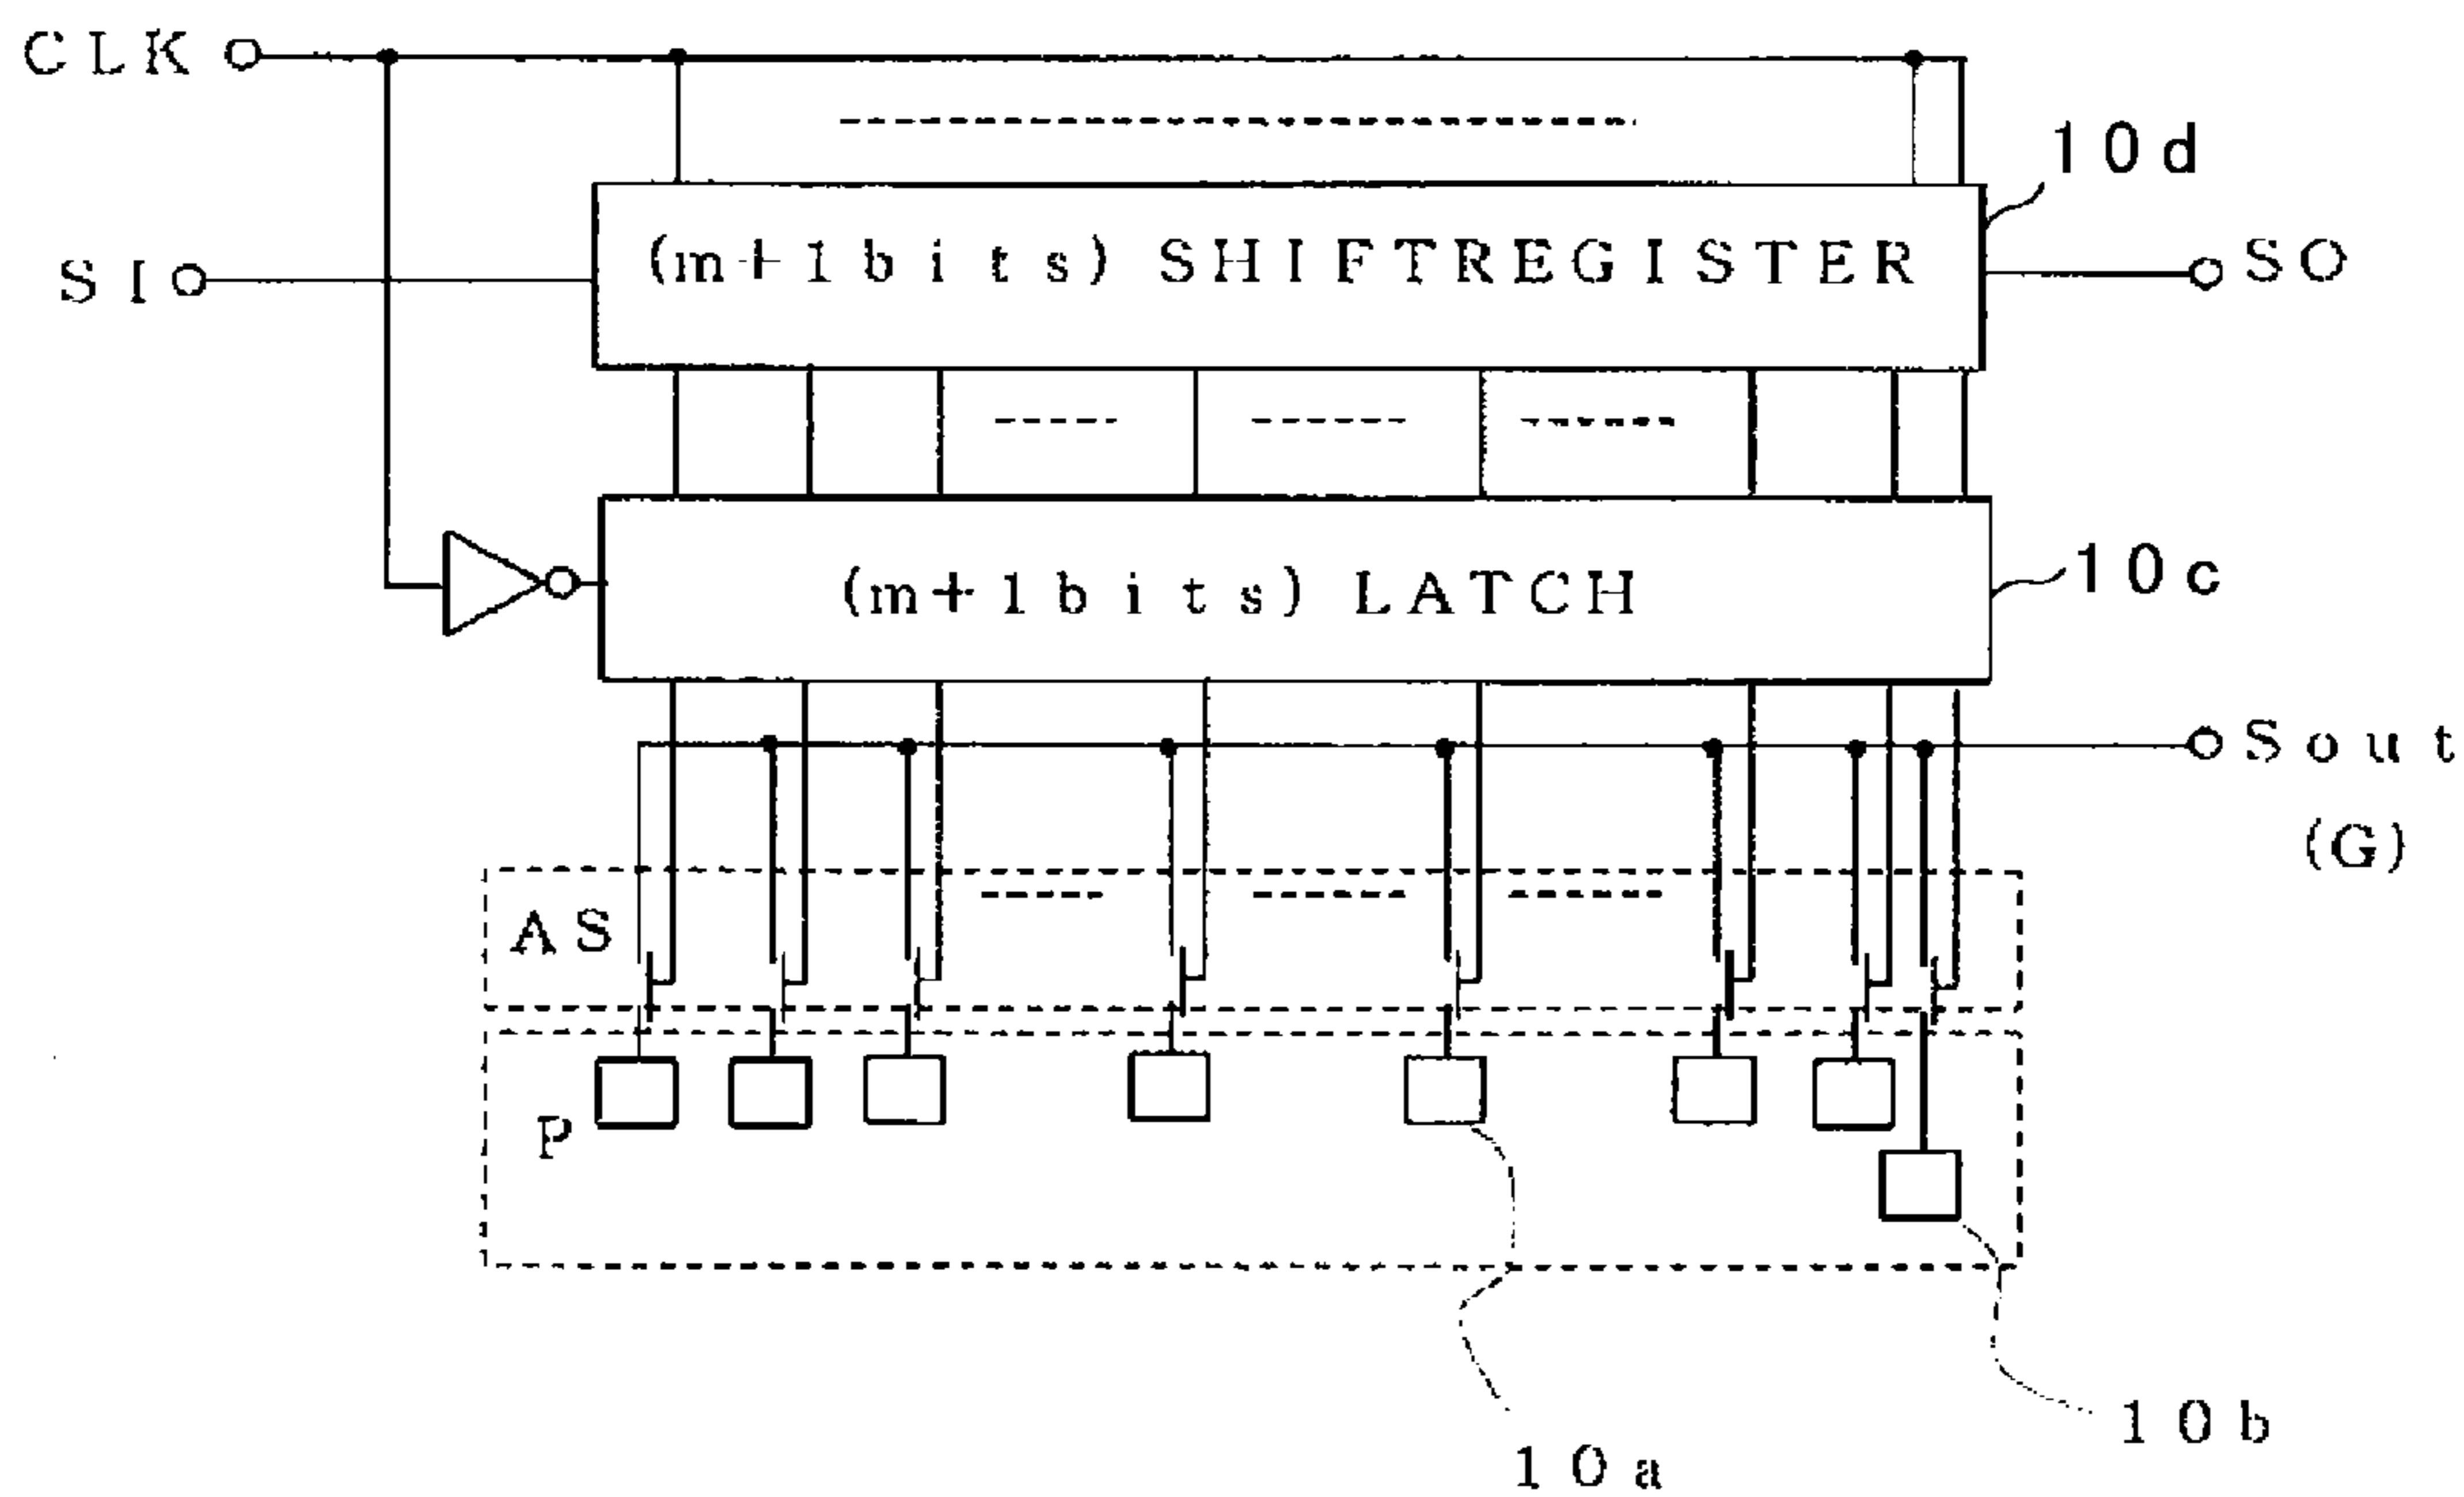 CLK
10d
SI
(m+1bits) SHIFTREGISTER
SO
(m+1bits) LATCH
10c
Sout
(G)
AS
P
10b
10a